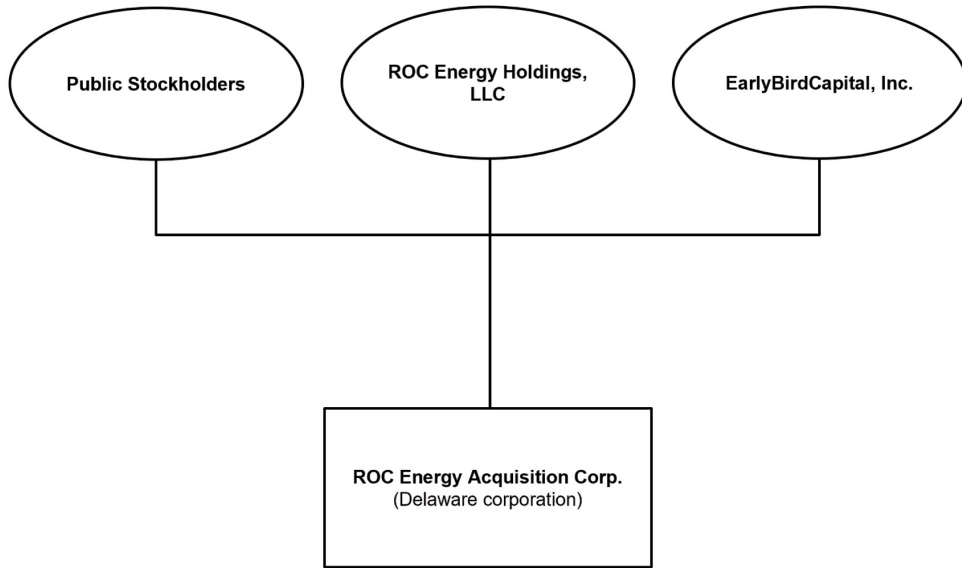 Public Stockholders
ROC Energy Holdings,
LLC
EarlyBirdCapital, Inc.
ROC Energy Acquisition Corp.
(Delaware corporation)